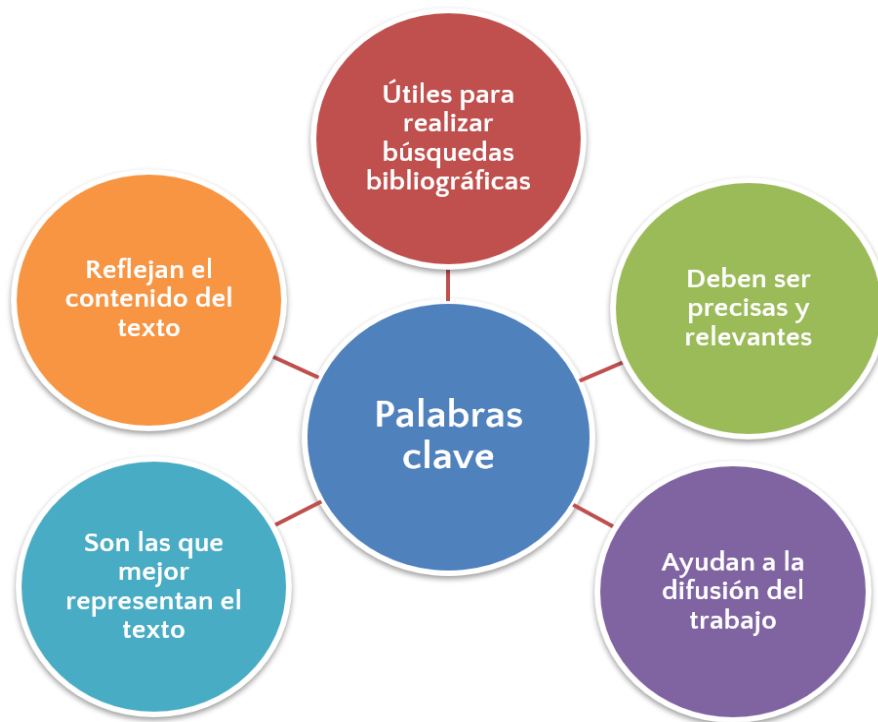 Útiles para
realizar
búsquedas
bibliográficas
Reflejan el
contenido del
texto
Deben ser
precisas y
relevantes
Palabras
clave
Son las que
mejor
representan el
texto
Ayudan a la
difusión del
trabajo